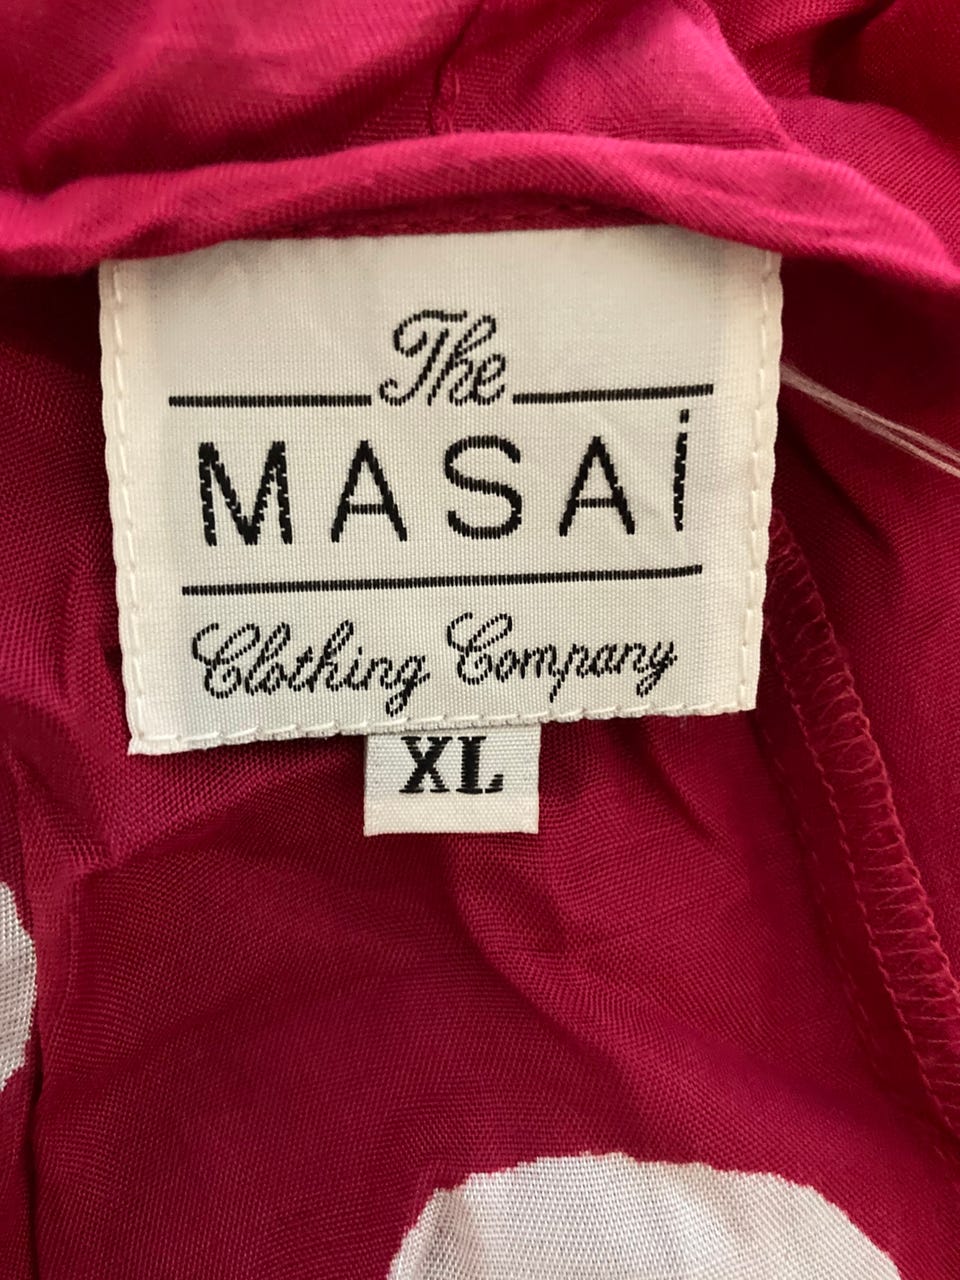 The
MASAi
Clothing Company
XL